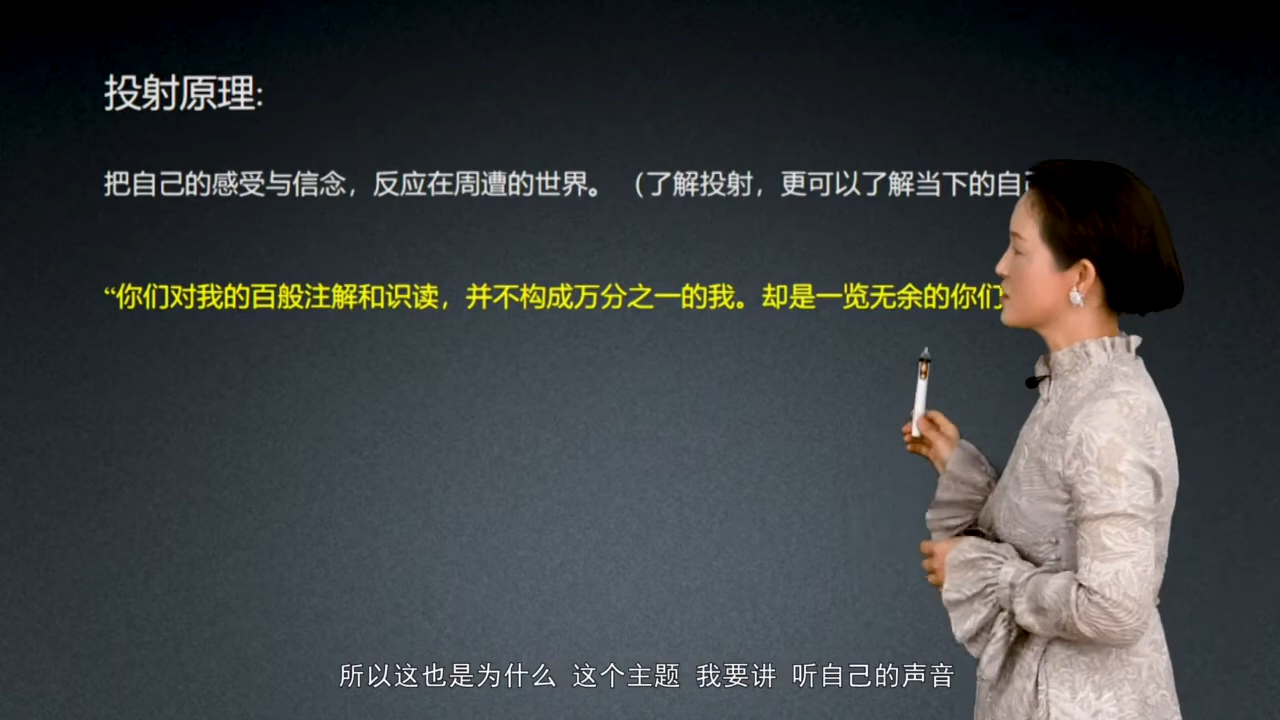 投射原理:
把自己的感受与信念，反应在周遭的世界。 （了解投射，更可以了解当下的自
“你们对我的百般注解和识读，并不构成万分之一的我。却是一览无余的你们
所以这也是为什么 这个主题 我要讲 听自己的声音